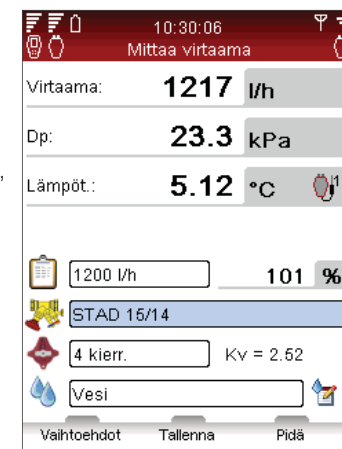 10:30:06
Mittaa virtaama
Virtaama: 1217 l/h
Dp: 23.3 kPa
,
Lämpöt.: 5.12 °C 1
1200 l/h 101 %
STAD 15/14
4 kierr. Kv = 2.52
Vesi
Vaihtoehdot Tallenna Pidä